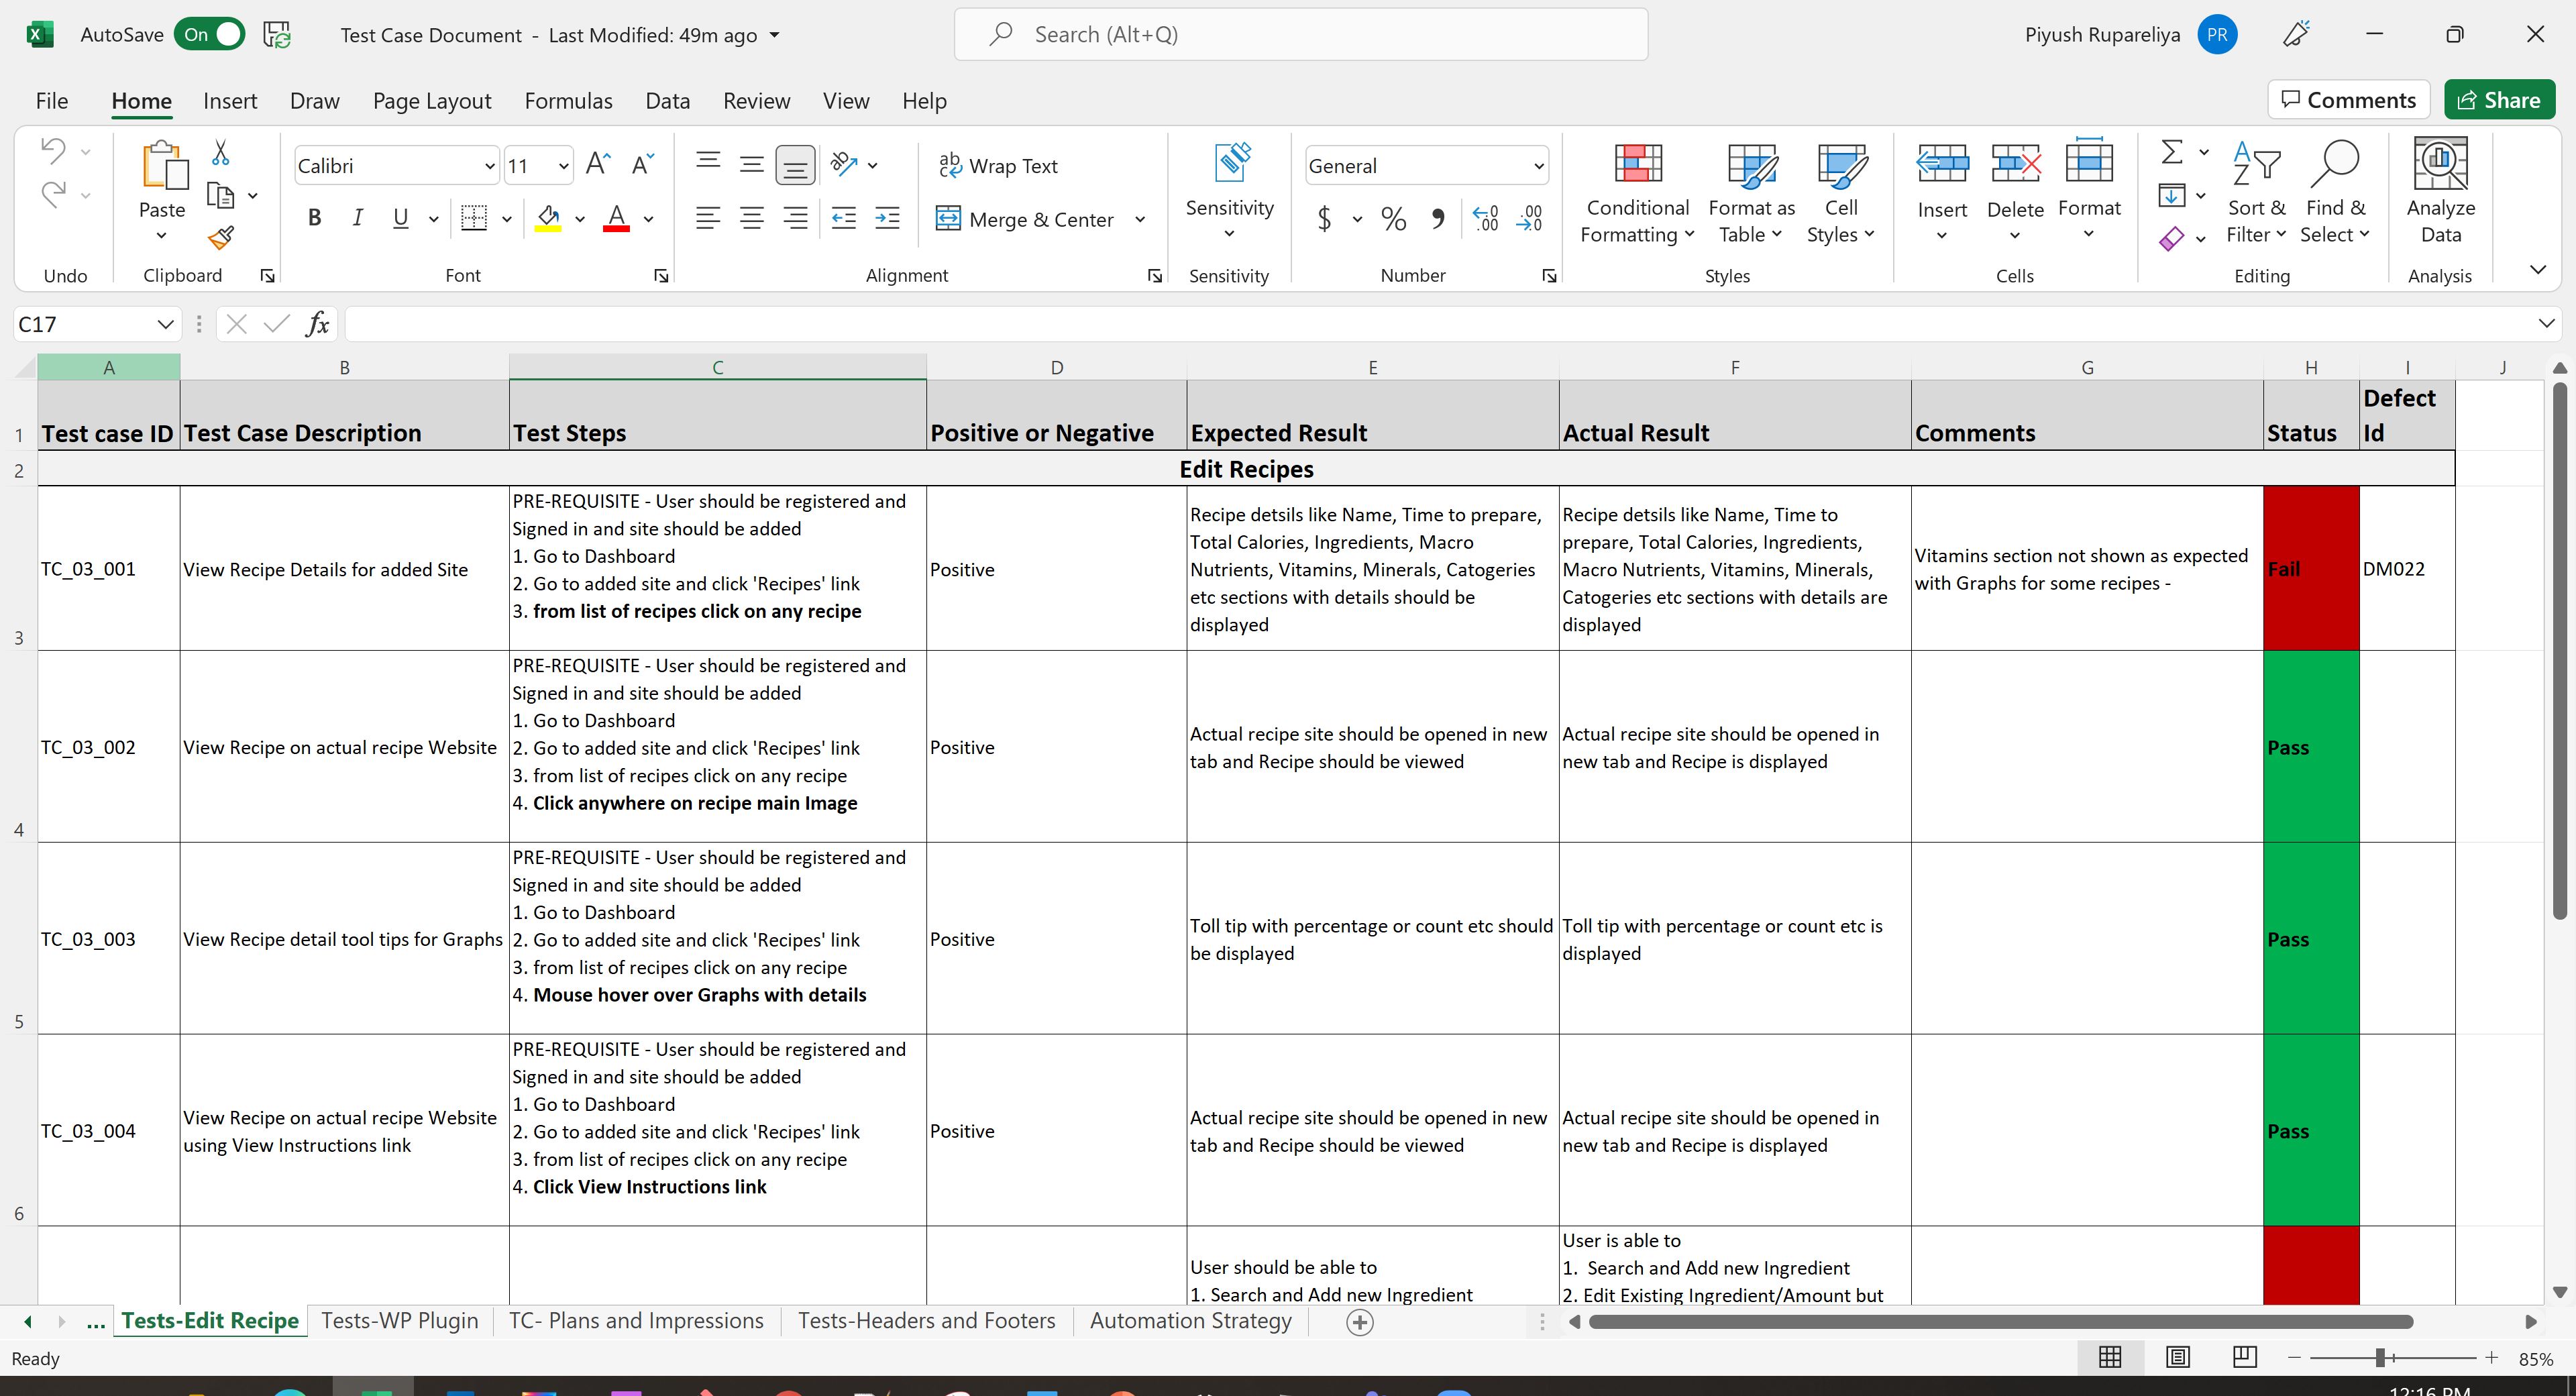 AutoSave On Test Case Document - Last Modified: 49m ago Search (Alt+Q) Piyush Rupareliya PR
File Home Insert Draw Page Layout Formulas Data Review View Help Comments Share
Calibri 11 Wrap Text General
Paste B I U Merge & Center $ % Sensitivity Conditional Formatting Format as Table Cell Styles Insert Delete Format Sort & Filter Find & Select Analyze Data
Undo Clipboard Font Alignment Sensitivity Number Styles Cells Editing Analysis
C17 fx
A B C D E F G H I J
1 Test case ID Test Case Description Test Steps Positive or Negative Expected Result Actual Result Comments Status Defect Id
2 Edit Recipes
3
TC_03_001
View Recipe Details for added Site
PRE-REQUISITE - User should be registered and
Signed in and site should be added
1. Go to Dashboard
2. Go to added site and click 'Recipes' link
3. from list of recipes click on any recipe
Positive
Recipe detsils like Name, Time to prepare,
Total Calories, Ingredients, Macro
Nutrients, Vitamins, Minerals, Catogeries
etc sections with details should be
displayed
Recipe detsils like Name, Time to
prepare, Total Calories, Ingredients,
Macro Nutrients, Vitamins, Minerals,
Catogeries etc sections with details are
displayed
Vitamins section not shown as expected
with Graphs for some recipes -
Fail
DM022
4
TC_03_002
View Recipe on actual recipe Website
PRE-REQUISITE - User should be registered and
Signed in and site should be added
1. Go to Dashboard
2. Go to added site and click 'Recipes' link
3. from list of recipes click on any recipe
4. Click anywhere on recipe main Image
Positive
Actual recipe site should be opened in new
tab and Recipe should be viewed
Actual recipe site should be opened in
new tab and Recipe is displayed
Pass
5
TC_03_003
View Recipe detail tool tips for Graphs
PRE-REQUISITE - User should be registered and
Signed in and site should be added
1. Go to Dashboard
2. Go to added site and click 'Recipes' link
3. from list of recipes click on any recipe
4. Mouse hover over Graphs with details
Positive
Toll tip with percentage or count etc should
be displayed
Toll tip with percentage or count etc is
displayed
Pass
6
TC_03_004
View Recipe on actual recipe Website
using View Instructions link
PRE-REQUISITE - User should be registered and
Signed in and site should be added
1. Go to Dashboard
2. Go to added site and click 'Recipes' link
3. from list of recipes click on any recipe
4. Click View Instructions link
Positive
Actual recipe site should be opened in new
tab and Recipe should be viewed
Actual recipe site should be opened in
new tab and Recipe is displayed
Pass
User should be able to
1. Search and Add new Ingredient
User is able to
1. Search and Add new Ingredient
2. Edit Existing Ingredient/Amount but
... Tests-Edit Recipe Tests-WP Plugin TC- Plans and Impressions Tests-Headers and Footers Automation Strategy
Ready 85%
12:16 PM